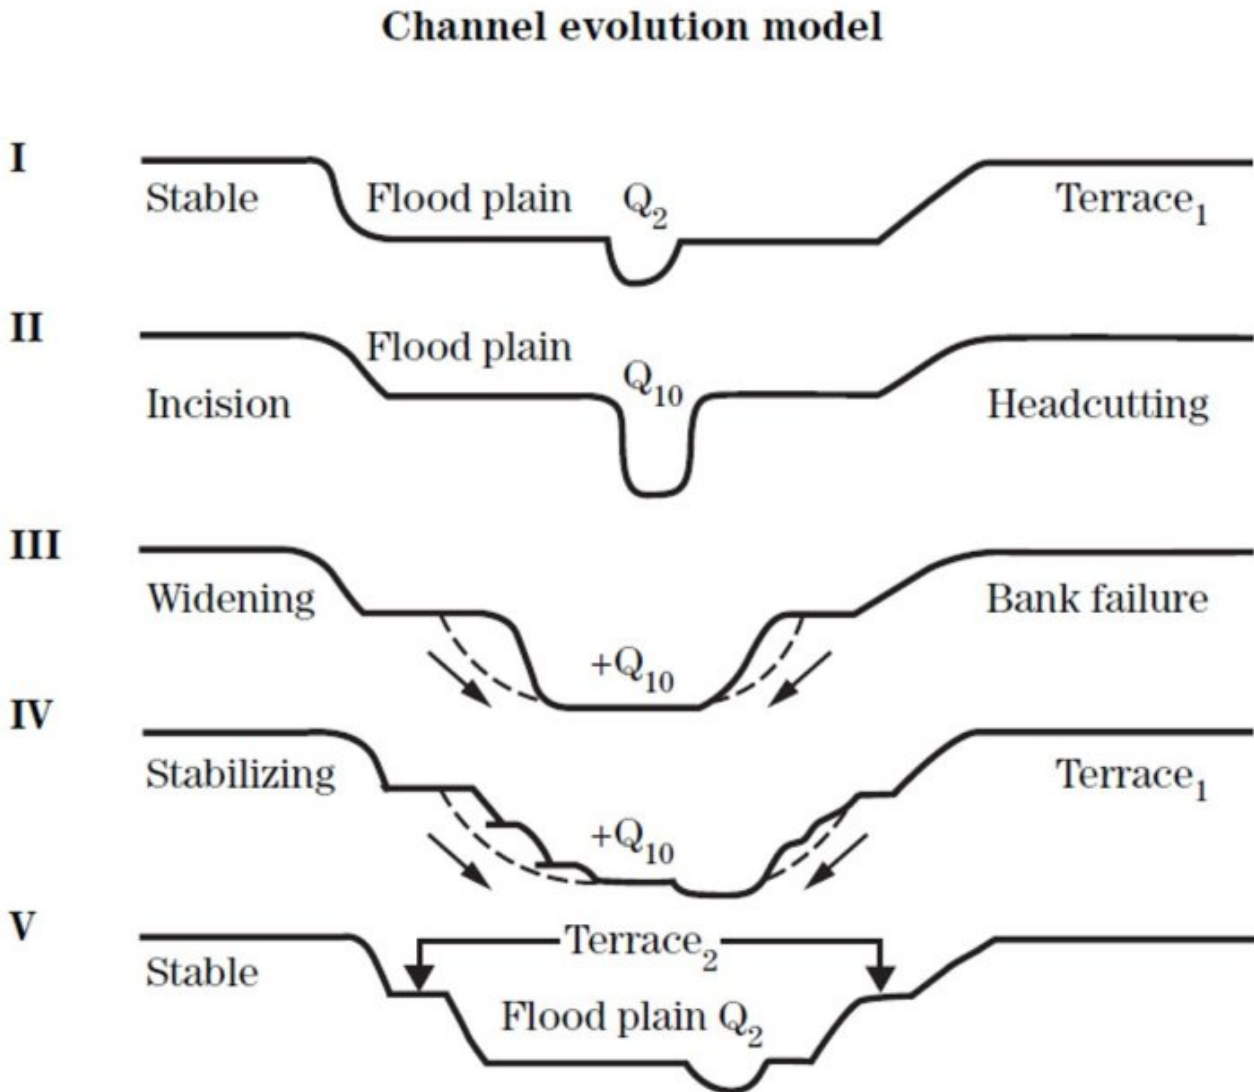 Channel evolution model
I
Stable Flood plain Q2 Terrace1
II
Flood plain
Q10
Incision Headcutting
III
Widening Bank failure
+Q10
IV
Stabilizing Terrace1
+Q10
V
Terrace2
Stable
Flood plain Q2